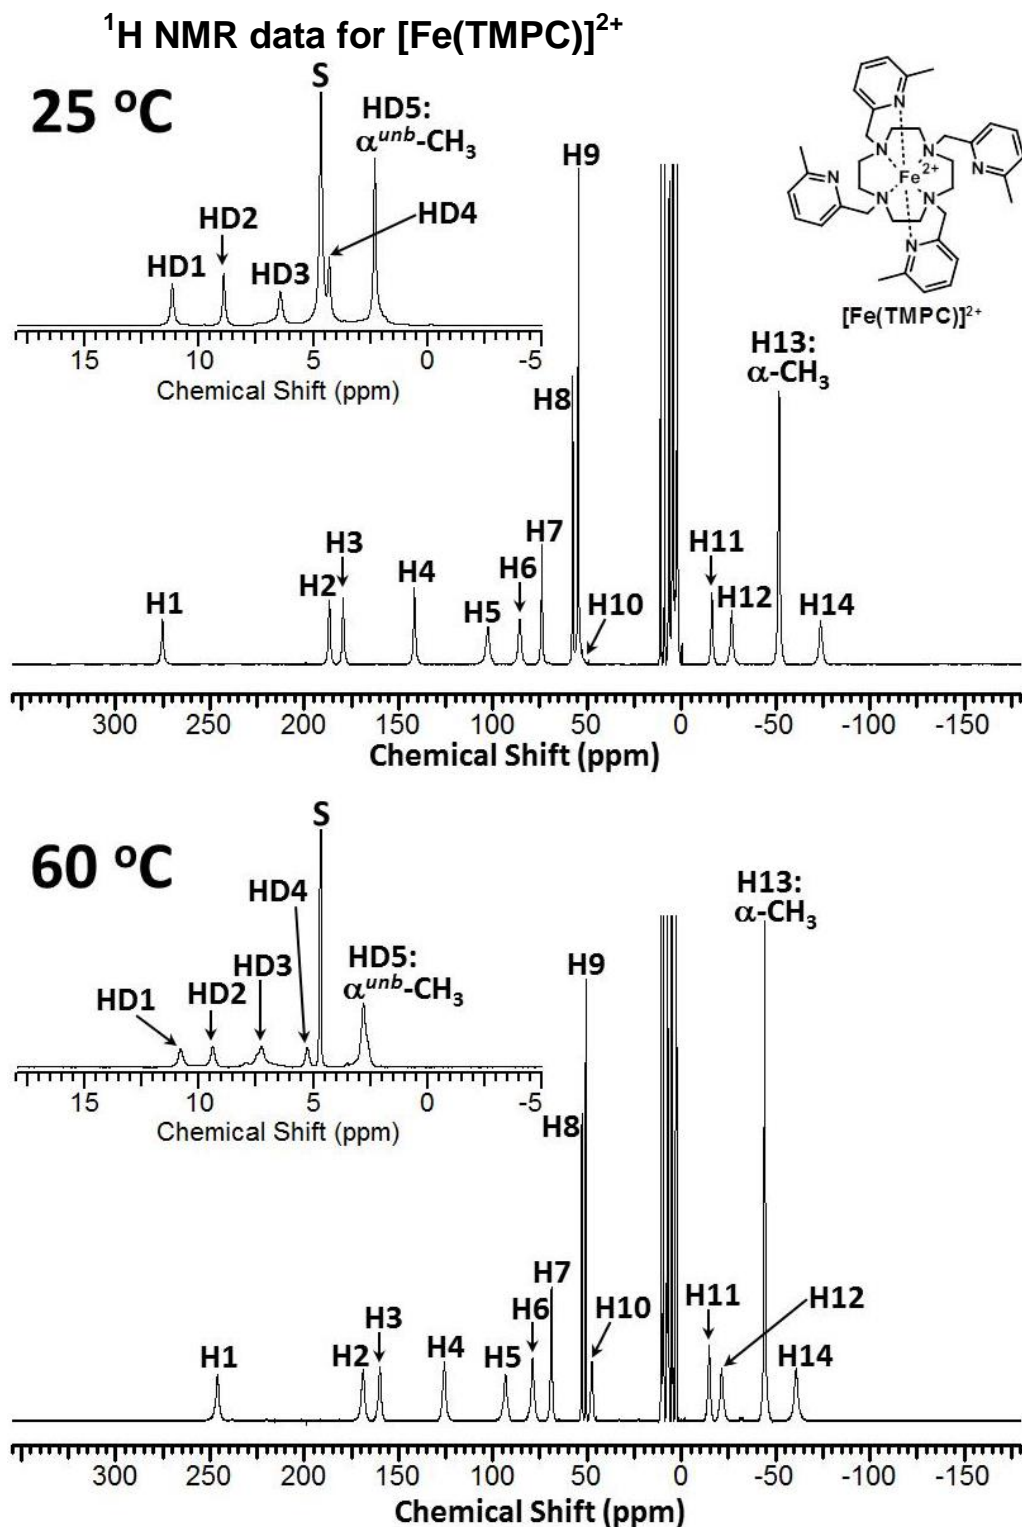 ¹H NMR data for [Fe(TMPC)]²⁺
25 ºC
S
HD5:
αᵘⁿᵇ-CH₃
HD4
HD2
HD1
HD3
15 10 5 0 -5
Chemical Shift (ppm)
N
N
N
N
N
N
N
N
Fe²⁺
[Fe(TMPC)]²⁺
H9
H8
H13:
α-CH₃
H3
H2
H1
H4
H5
H6
H7
H10
H11
H12
H14
300 250 200 150 100 50 0 -50 -100 -150
Chemical Shift (ppm)
60 ºC
S
HD4
HD3
HD2
HD1
HD5:
αᵘⁿᵇ-CH₃
15 10 5 0 -5
Chemical Shift (ppm)
H13:
α-CH₃
H9
H8
H7
H6
H10
H11
H12
H1
H2
H3
H4
H5
H14
300 250 200 150 100 50 0 -50 -100 -150
Chemical Shift (ppm)